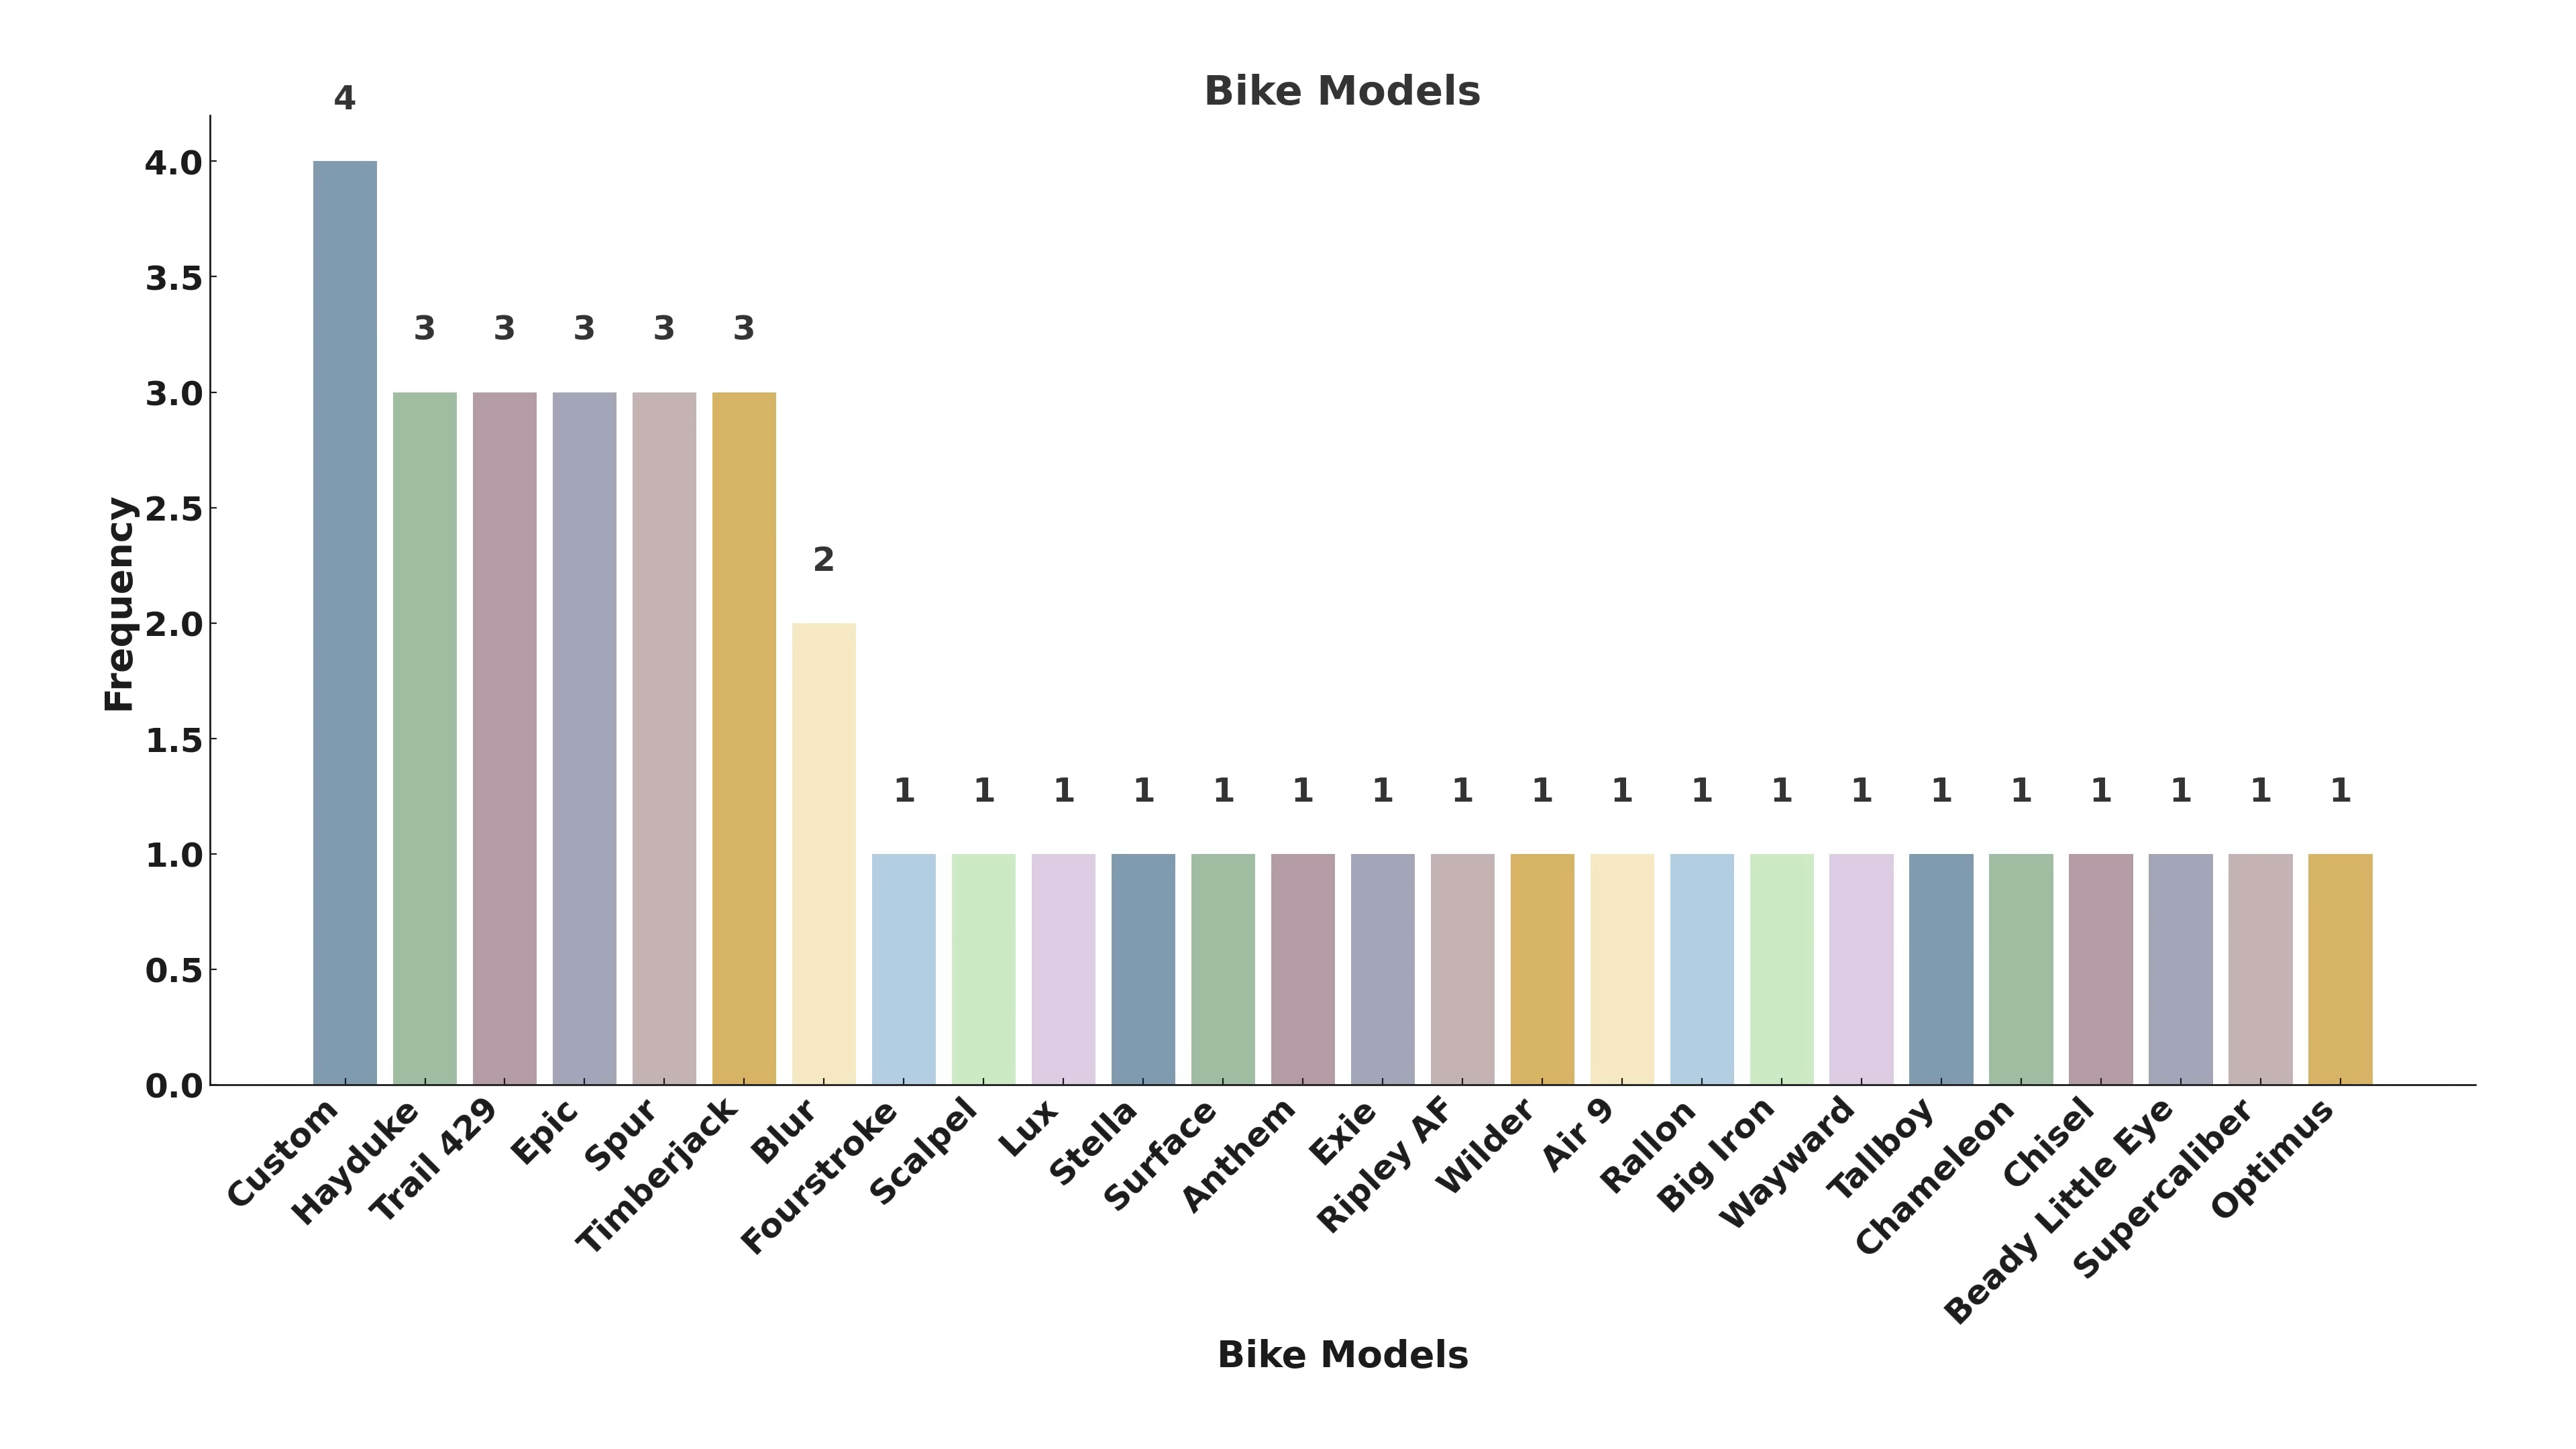 Bike Models
4
3 3 3 3 3
2
1 1 1 1 1 1 1 1 1 1 1 1 1 1 1 1 1 1 1
Frequency
4.0
3.5
3.0
2.5
2.0
1.5
1.0
0.5
0.0
Custom
Hayduke
Trail 429
Epic
Spur
Timberjack
Blur
Fourstroke
Scalpel
Lux
Stella
Surface
Anthem
Exie
Ripley AF
Wilder
Air 9
Rallon
Big Iron
Wayward
Tallboy
Chameleon
Chisel
Beady Little Eye
Supercaliber
Optimus
Bike Models